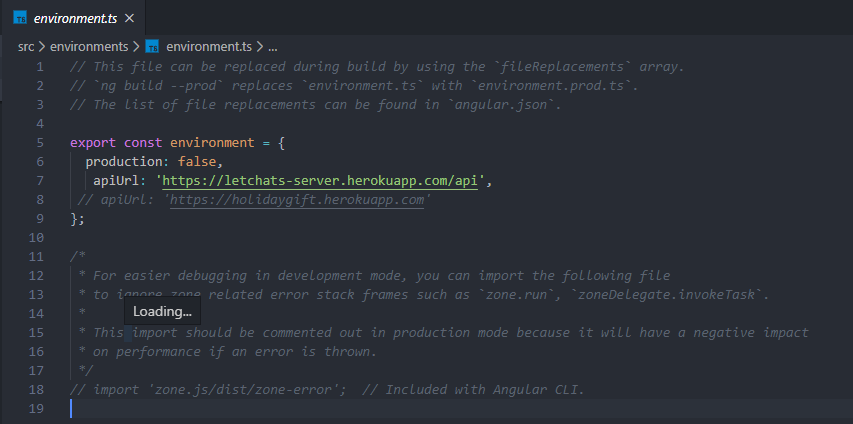 TS environment.ts ×
src > environments > TS environment.ts > ...
1 // This file can be replaced during build by using the `fileReplacements` array.
2 // `ng build --prod` replaces `environment.ts` with `environment.prod.ts`.
3 // The list of file replacements can be found in `angular.json`.
4
5 export const environment = {
6 production: false,
7 apiUrl: 'https://letchats-server.herokuapp.com/api',
8 // apiUrl: 'https://holidaygift.herokuapp.com'
9 };
10
11 /*
12 * For easier debugging in development mode, you can import the following file
13 * to ignore zone related error stack frames such as `zone.run`, `zoneDelegate.invokeTask`.
14 *
Loading...
15 * This import should be commented out in production mode because it will have a negative impact
16 * on performance if an error is thrown.
17 */
18 // import 'zone.js/dist/zone-error';  // Included with Angular CLI.
19